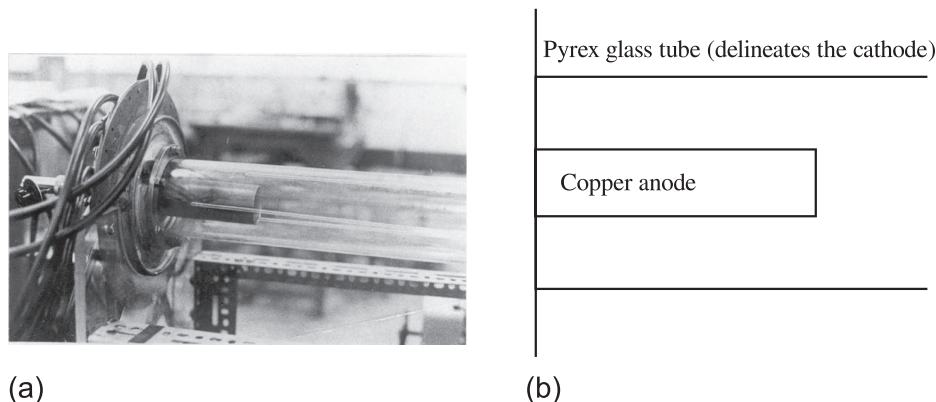 Pyrex glass tube (delineates the cathode)
Copper anode
(a)
(b)